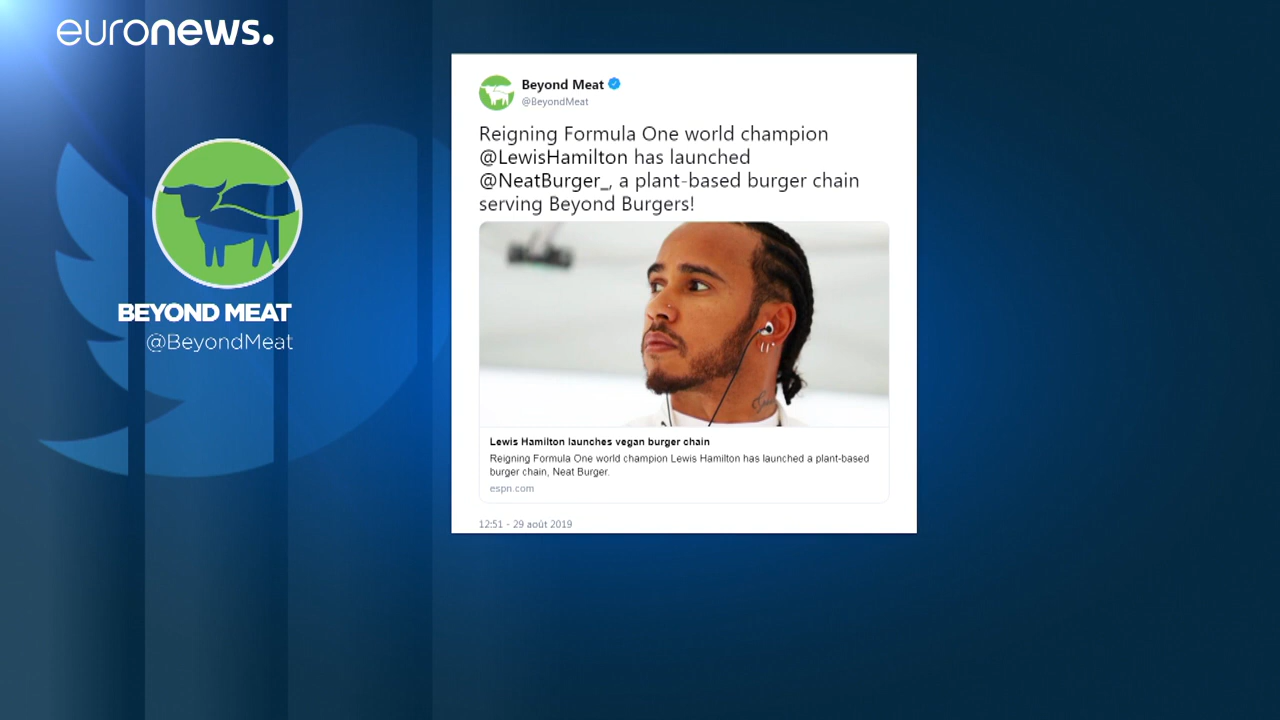 euronews.
BEYOND MEAT
@BeyondMeat
Beyond Meat
@BeyondMeat
Reigning Formula One world champion
@LewisHamilton has launched
@NeatBurger_, a plant-based burger chain
serving Beyond Burgers!
Lewis Hamilton launches vegan burger chain
Reigning Formula One world champion Lewis Hamilton has launched a plant-based
burger chain, Neat Burger.
espn.com
12:51 - 29 août 2019